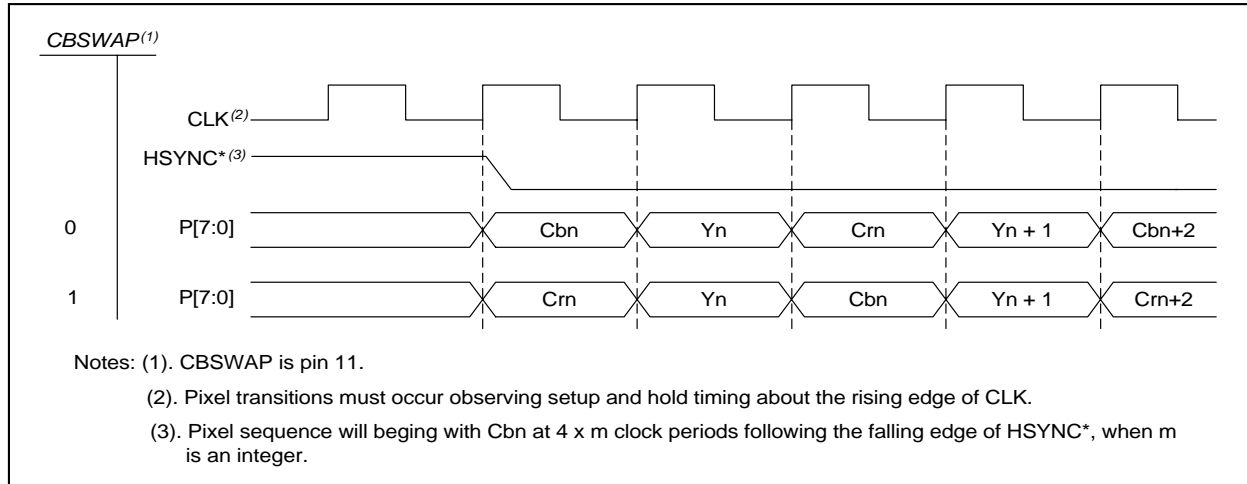 CBSWAP(1)
CLK(2)
HSYNC*(3)
0 P[7:0] Cbn Yn Crn Yn + 1 Cbn+2
1 P[7:0] Crn Yn Cbn Yn + 1 Crn+2
Notes: (1). CBSWAP is pin 11.
(2). Pixel transitions must occur observing setup and hold timing about the rising edge of CLK.
(3). Pixel sequence will beging with Cbn at 4 x m clock periods following the falling edge of HSYNC*, when m
is an integer.